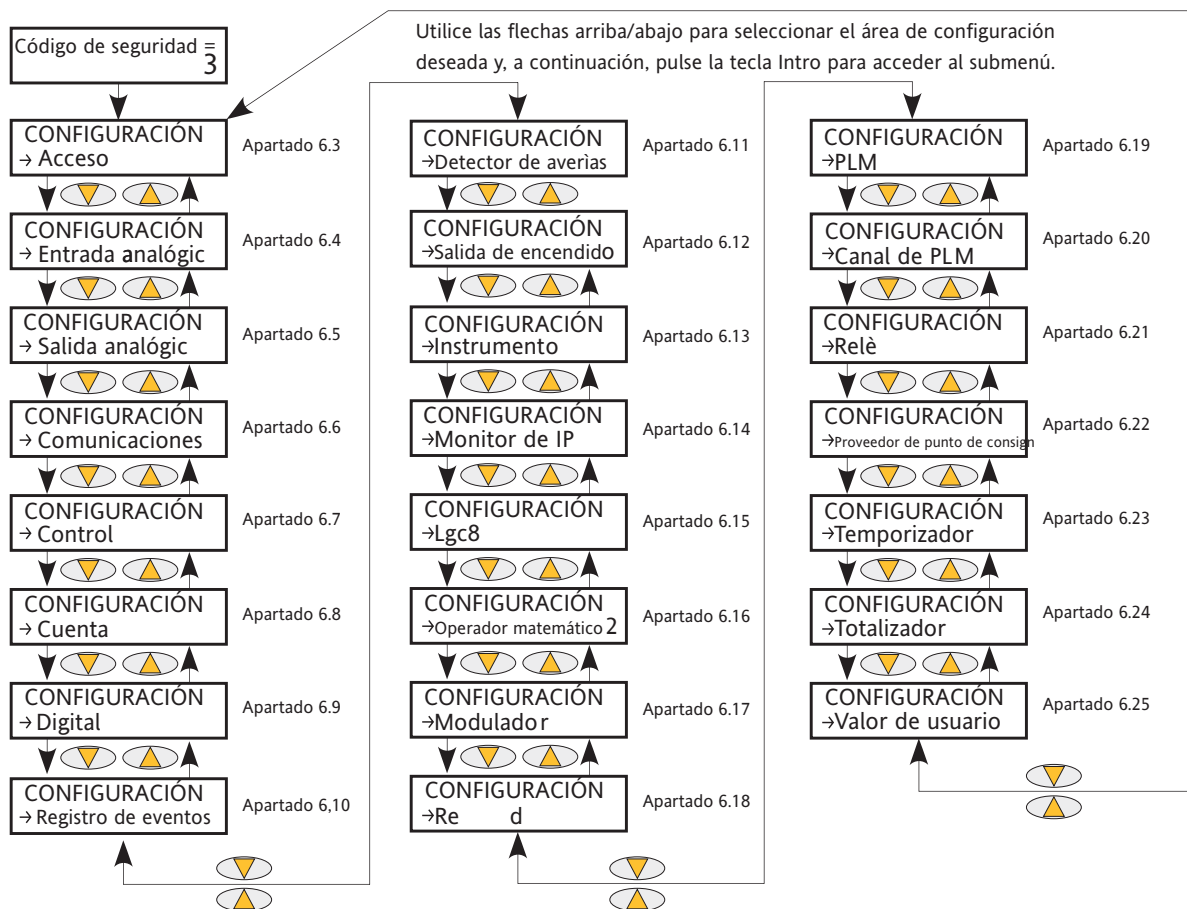 Utilice las flechas arriba/abajo para seleccionar el área de configuración
deseada y, a continuación, pulse la tecla Intro para acceder al submenú.
Código de seguridad =
3
CONFIGURACIÓN
→ Acceso
Apartado 6.3
CONFIGURACIÓN
→ Entrada analógic
Apartado 6.4
CONFIGURACIÓN
→ Salida analógic
Apartado 6.5
CONFIGURACIÓN
→ Comunicaciones
Apartado 6.6
CONFIGURACIÓN
→ Control
Apartado 6.7
CONFIGURACIÓN
→ Cuenta
Apartado 6.8
CONFIGURACIÓN
→ Digital
Apartado 6.9
CONFIGURACIÓN
→ Registro de eventos
Apartado 6,10
CONFIGURACIÓN
→Detector de averìas
Apartado 6.11
CONFIGURACIÓN
→Salida de encendido
Apartado 6.12
CONFIGURACIÓN
→Instrumento
Apartado 6.13
CONFIGURACIÓN
→Monitor de IP
Apartado 6.14
CONFIGURACIÓN
→Lgc8
Apartado 6.15
CONFIGURACIÓN
→Operador matemático 2
Apartado 6.16
CONFIGURACIÓN
→Modulador
Apartado 6.17
CONFIGURACIÓN
→Re d
Apartado 6.18
CONFIGURACIÓN
→PLM
Apartado 6.19
CONFIGURACIÓN
→Canal de PLM
Apartado 6.20
CONFIGURACIÓN
→Relè
Apartado 6.21
CONFIGURACIÓN
→Proveedor de punto de consign
Apartado 6.22
CONFIGURACIÓN
→Temporizador
Apartado 6.23
CONFIGURACIÓN
→Totalizador
Apartado 6.24
CONFIGURACIÓN
→Valor de usuario
Apartado 6.25